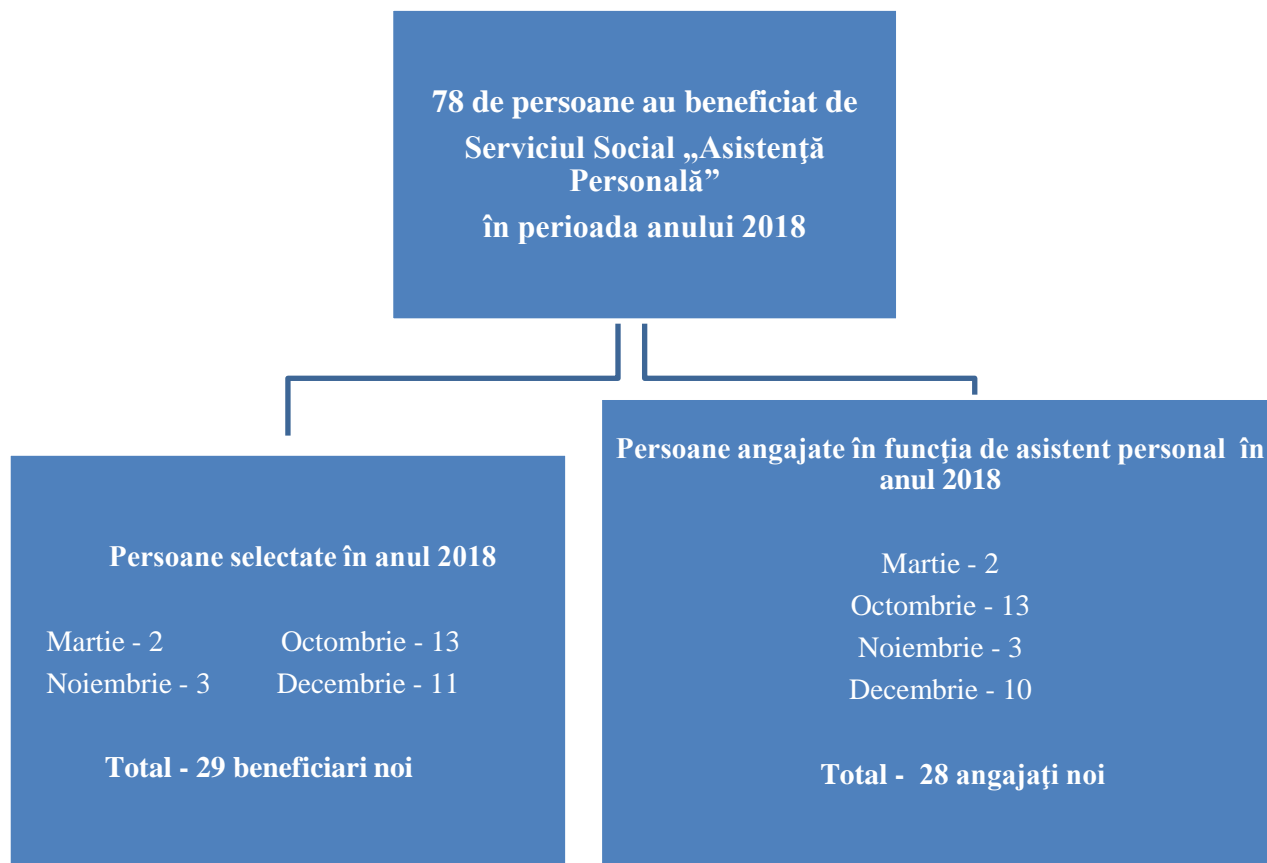 78 de persoane au beneficiat de
Serviciul Social „Asistenţă
Personală”
în perioada anului 2018
Persoane selectate în anul 2018
Martie - 2 Octombrie - 13
Noiembrie - 3 Decembrie - 11
Total - 29 beneficiari noi
Persoane angajate în funcţia de asistent personal în
anul 2018
Martie - 2
Octombrie - 13
Noiembrie - 3
Decembrie - 10
Total - 28 angajaţi noi